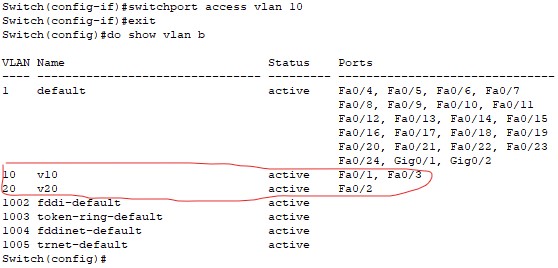 Switch(config-if)#switchport access vlan 10
Switch(config-if)#exit
Switch(config)#do show vlan b
VLAN Name Status Ports
---- -------------------------------- --------- -------------------------------
1 default active Fa0/4, Fa0/5, Fa0/6, Fa0/7
Fa0/8, Fa0/9, Fa0/10, Fa0/11
Fa0/12, Fa0/13, Fa0/14, Fa0/15
Fa0/16, Fa0/17, Fa0/18, Fa0/19
Fa0/20, Fa0/21, Fa0/22, Fa0/23
Fa0/24, Gig0/1, Gig0/2
10 v10 active Fa0/1, Fa0/3
20 v20 active Fa0/2
1002 fddi-default active
1003 token-ring-default active
1004 fddinet-default active
1005 trnet-default active
Switch(config)#